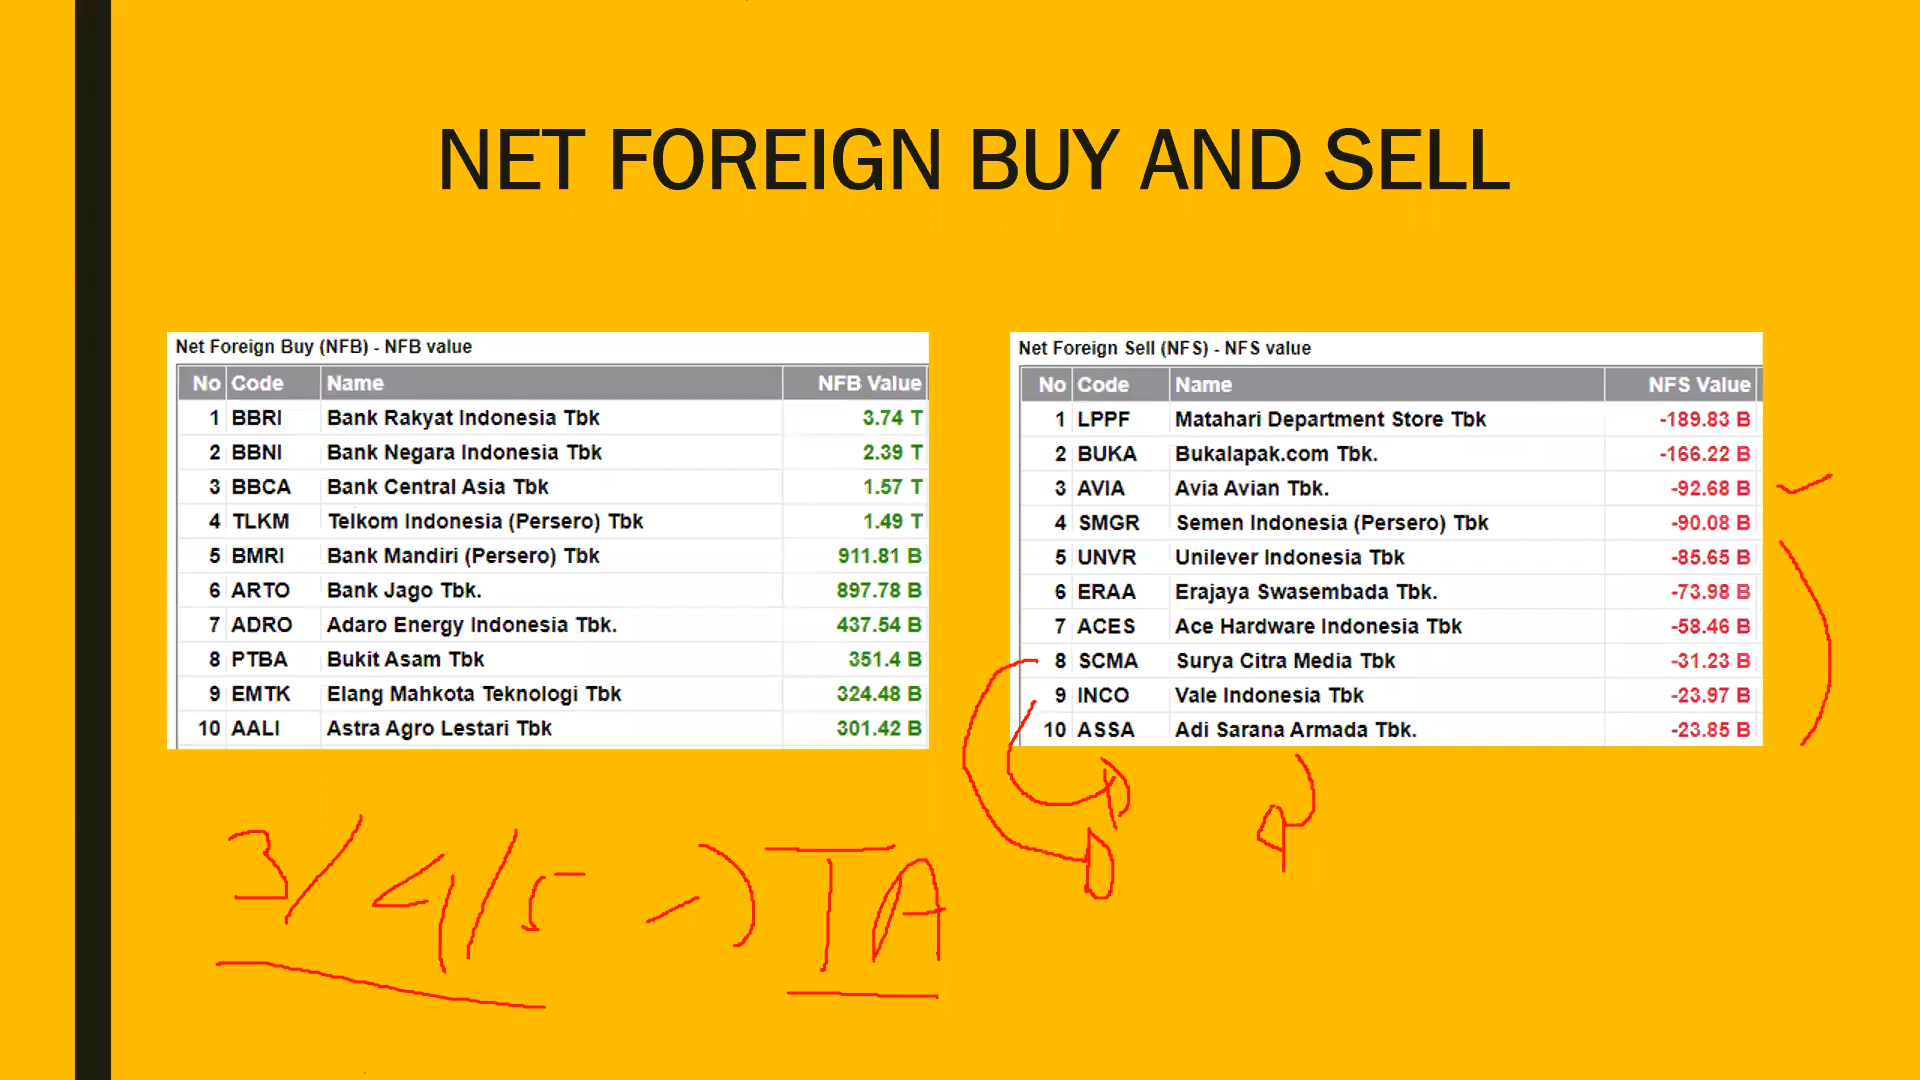 NET FOREIGN BUY AND SELL
Net Foreign Buy (NFB) - NFB value
No Code Name NFB Value
1 BBRI Bank Rakyat Indonesia Tbk 3.74 T
2 BBNI Bank Negara Indonesia Tbk 2.39 T
3 BBCA Bank Central Asia Tbk 1.57 T
4 TLKM Telkom Indonesia (Persero) Tbk 1.49 T
5 BMRI Bank Mandiri (Persero) Tbk 911.81 B
6 ARTO Bank Jago Tbk. 897.78 B
7 ADRO Adaro Energy Indonesia Tbk. 437.54 B
8 PTBA Bukit Asam Tbk 351.4 B
9 EMTK Elang Mahkota Teknologi Tbk 324.48 B
10 AALI Astra Agro Lestari Tbk 301.42 B
Net Foreign Sell (NFS) - NFS value
No Code Name NFS Value
1 LPPF Matahari Department Store Tbk -189.83 B
2 BUKA Bukalapak.com Tbk. -166.22 B
3 AVIA Avia Avian Tbk. -92.68 B
4 SMGR Semen Indonesia (Persero) Tbk -90.08 B
5 UNVR Unilever Indonesia Tbk -85.65 B
6 ERAA Erajaya Swasembada Tbk. -73.98 B
7 ACES Ace Hardware Indonesia Tbk -58.46 B
8 SCMA Surya Citra Media Tbk -31.23 B
9 INCO Vale Indonesia Tbk -23.97 B
10 ASSA Adi Sarana Armada Tbk. -23.85 B
3/4/5 TA